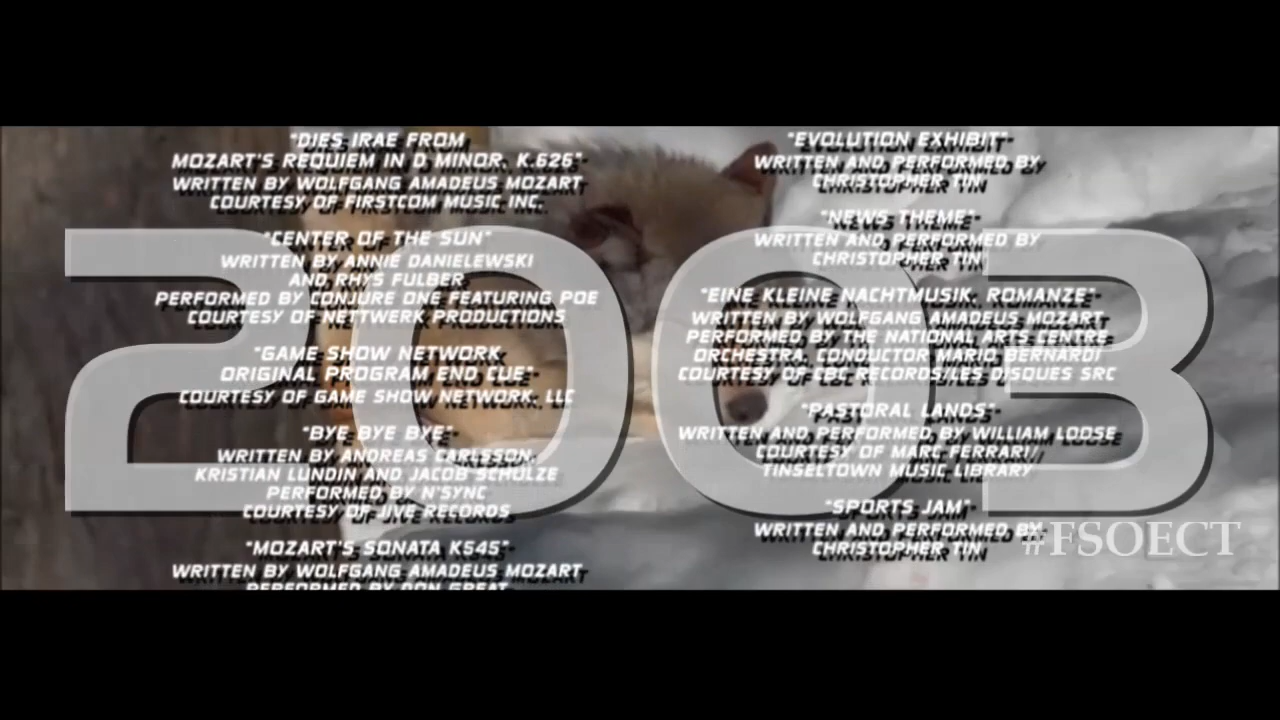 "DIES IRAE FROM
MOZART'S REQUIEM IN D MINOR, K.626"
WRITTEN BY WOLFGANG AMADEUS MOZART
COURTESY OF FIRSTCOM MUSIC INC.
"CENTER OF THE SUN"
WRITTEN BY ANNIE DANIELEWSKI
AND RHYS FULBER
PERFORMED BY CONJURE ONE FEATURING POE
COURTESY OF NETTWERK PRODUCTIONS
"GAME SHOW NETWORK
ORIGINAL PROGRAM END CUE"
COURTESY OF GAME SHOW NETWORK, LLC
"BYE BYE BYE"
WRITTEN BY ANDREAS CARLSSON,
KRISTIAN LUNDIN AND JACOB SCHULZE
PERFORMED BY N'SYNC
COURTESY OF JIVE RECORDS
"MOZART'S SONATA K545"
WRITTEN BY WOLFGANG AMADEUS MOZART
PERFORMED BY DON GREAT
"EVOLUTION EXHIBIT"
WRITTEN AND PERFORMED BY
CHRISTOPHER TIN
"NEWS THEME"
WRITTEN AND PERFORMED BY
CHRISTOPHER TIN
"EINE KLEINE NACHTMUSIK, ROMANZE"
WRITTEN BY WOLFGANG AMADEUS MOZART
PERFORMED BY THE NATIONAL ARTS CENTRE
ORCHESTRA, CONDUCTOR MARIO BERNARDI
COURTESY OF CBC RECORDS/LES DISQUES SRC
"PASTORAL LANDS"
WRITTEN AND PERFORMED BY WILLIAM LOOSE
COURTESY OF MARC FERRARI/
TINSELTOWN MUSIC LIBRARY
"SPORTS JAM"
WRITTEN AND PERFORMED BY
CHRISTOPHER TIN
2003
#FSOECT